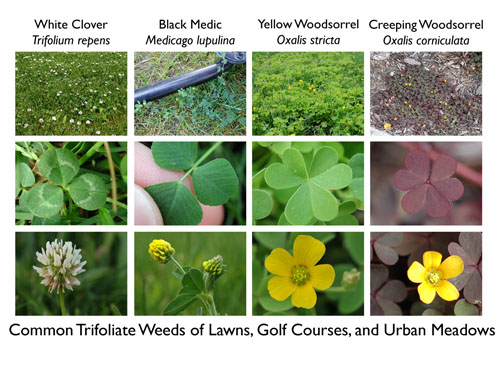 White Clover
Trifolium repens
Black Medic
Medicago lupulina
Yellow Woodsorrel
Oxalis stricta
Creeping Woodsorrel
Oxalis corniculata
Common Trifoliate Weeds of Lawns, Golf Courses, and Urban Meadows